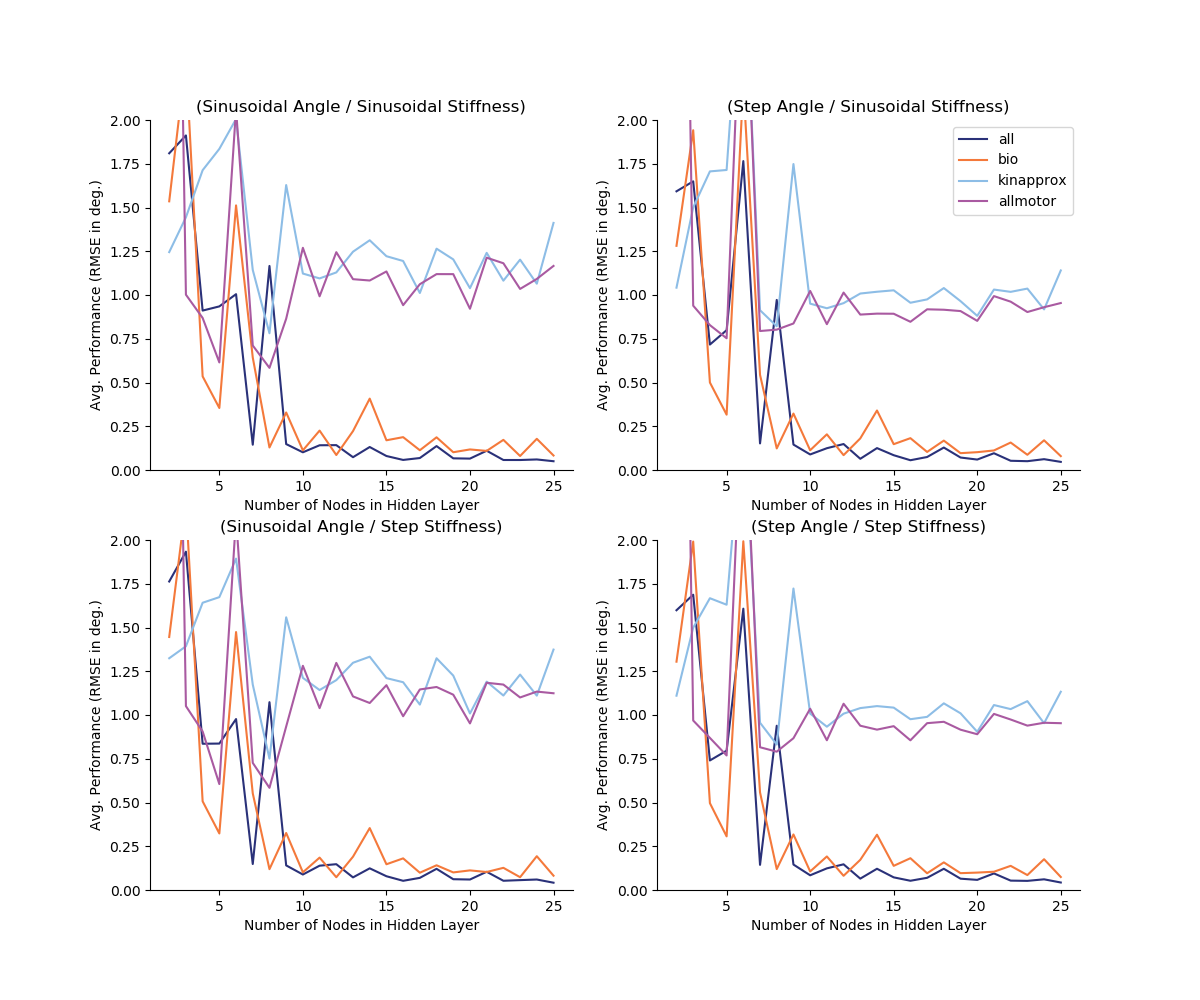 (Sinusoidal Angle / Sinusoidal Stiffness)
Avg. Performance (RMSE in deg.)
2.00
1.75
1.50
1.25
1.00
0.75
0.50
0.25
0.00
5 10 15 20 25
Number of Nodes in Hidden Layer
(Step Angle / Sinusoidal Stiffness)
Avg. Performance (RMSE in deg.)
2.00
1.75
1.50
1.25
1.00
0.75
0.50
0.25
0.00
all
bio
kinapprox
allmotor
5 10 15 20 25
Number of Nodes in Hidden Layer
(Sinusoidal Angle / Step Stiffness)
Avg. Performance (RMSE in deg.)
2.00
1.75
1.50
1.25
1.00
0.75
0.50
0.25
0.00
5 10 15 20 25
Number of Nodes in Hidden Layer
(Step Angle / Step Stiffness)
Avg. Performance (RMSE in deg.)
2.00
1.75
1.50
1.25
1.00
0.75
0.50
0.25
0.00
5 10 15 20 25
Number of Nodes in Hidden Layer